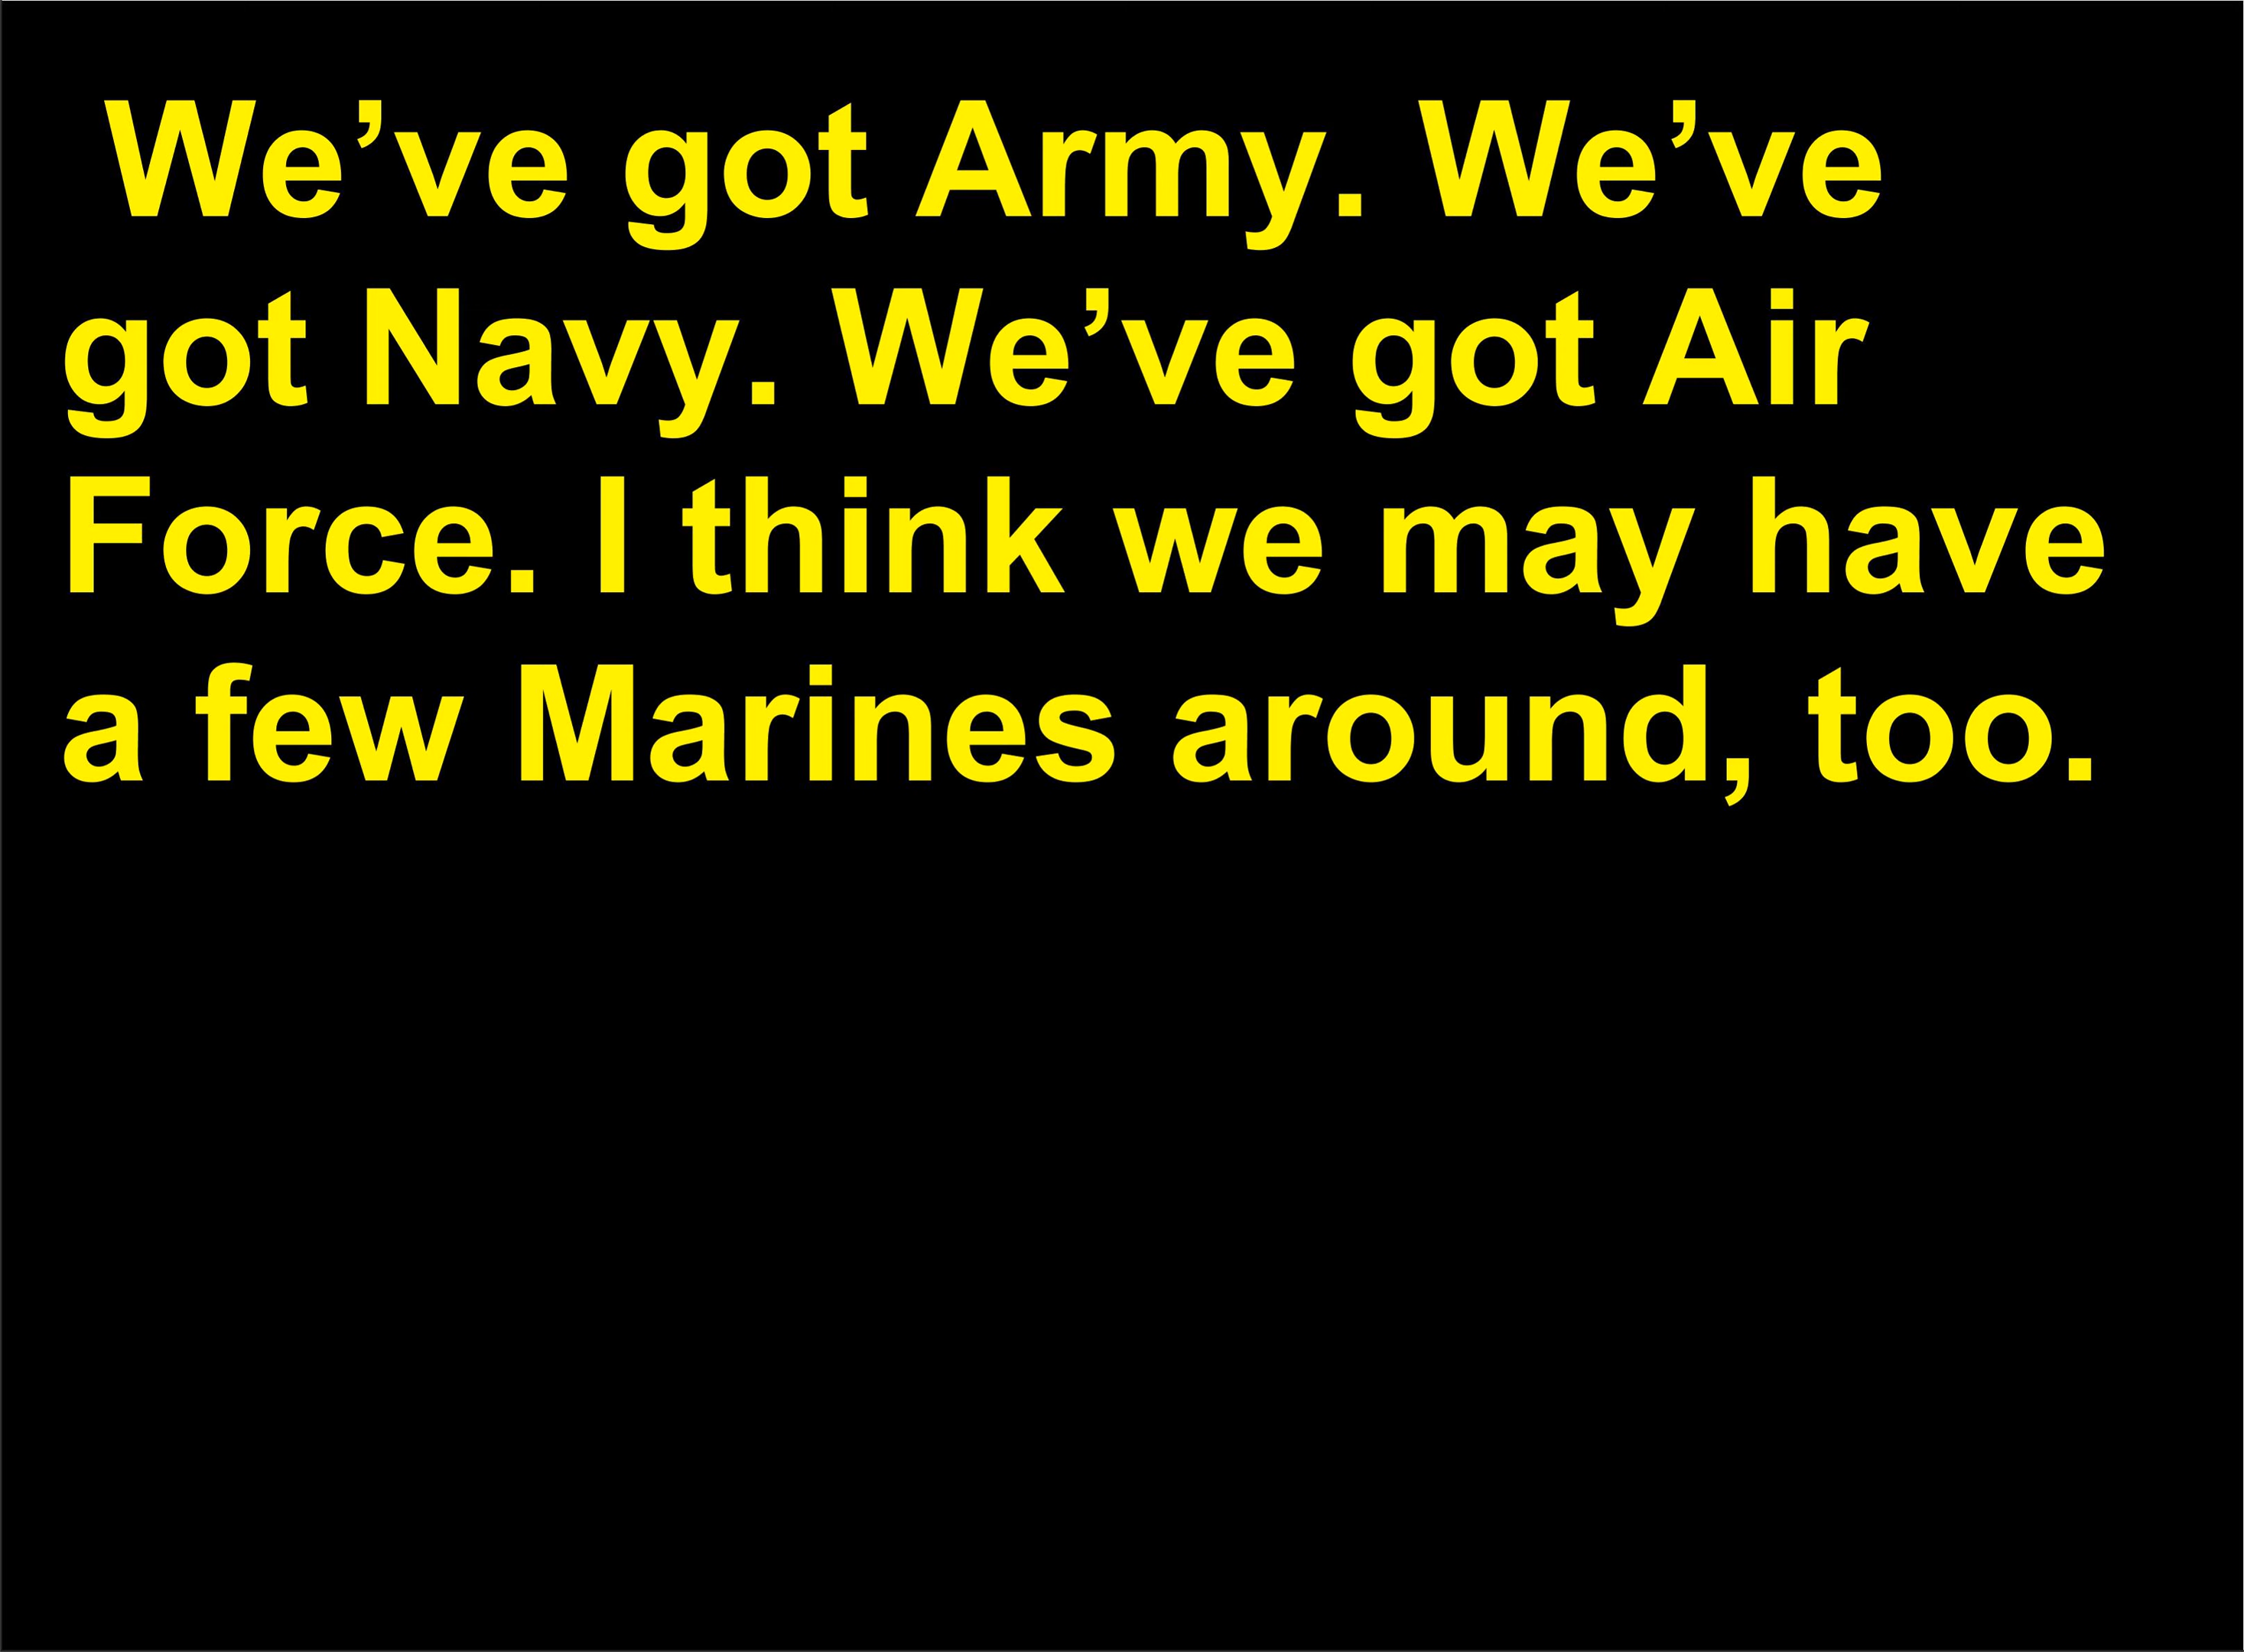 We’ve got Army. We’ve
got Navy. We’ve got Air
Force. I think we may have
a few Marines around, too.